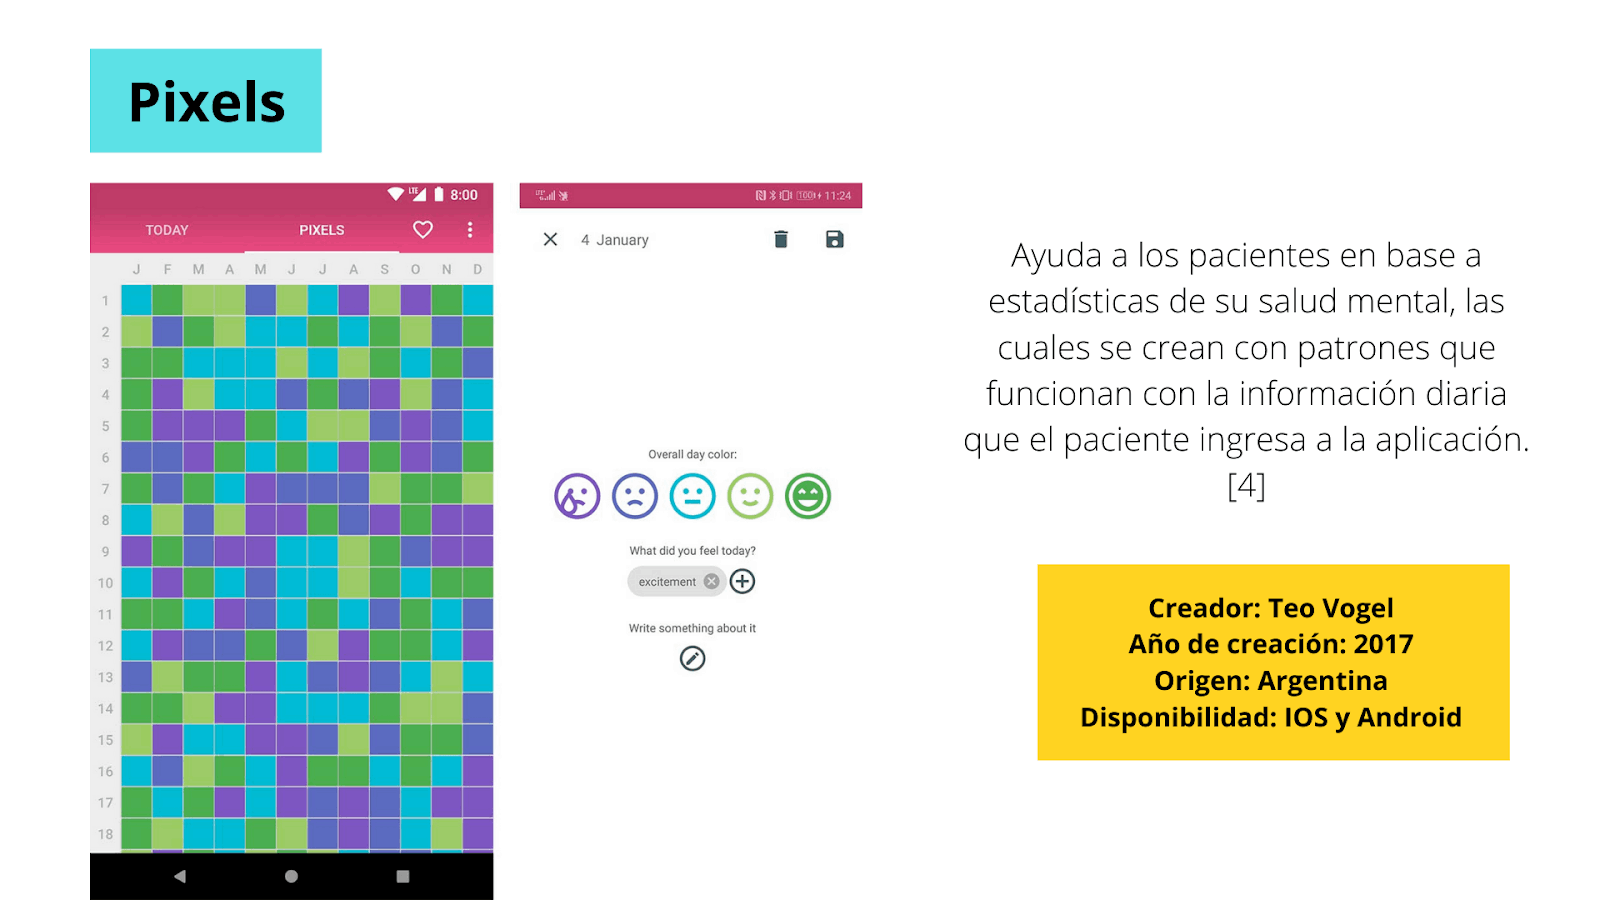 Pixels
LTE 8:00
TODAY PIXELS
J F M A M J J A S O N D
1
2
3
4
5
6
7
8
9
10
11
12
13
14
15
16
17
18
11:24
4 January
Overall day color:
What did you feel today?
excitement
Write something about it
Ayuda a los pacientes en base a
estadísticas de su salud mental, las
cuales se crean con patrones que
funcionan con la información diaria
que el paciente ingresa a la aplicación.
[4]
Creador: Teo Vogel
Año de creación: 2017
Origen: Argentina
Disponibilidad: IOS y Android